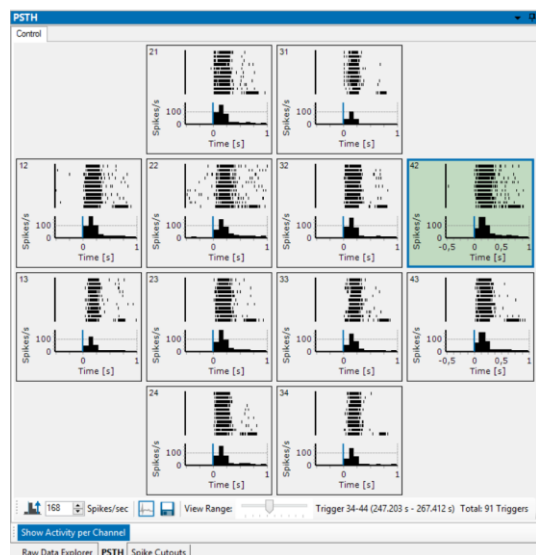 PSTH
Control
21 31
Spikes/s 100 0 0 1 Time [s]
Spikes/s 100 0 0 1 Time [s]
12 22 32 42
Spikes/s 100 0 0 1 Time [s]
Spikes/s 100 0 0 1 Time [s]
Spikes/s 100 0 0 1 Time [s]
Spikes/s 100 0 -0,5 0 0,5 1 Time [s]
13 23 33 43
Spikes/s 100 0 0 1 Time [s]
Spikes/s 100 0 0 1 Time [s]
Spikes/s 100 0 0 1 Time [s]
Spikes/s 100 0 -0,5 0 0,5 1 Time [s]
24 34
Spikes/s 100 0 0 1 Time [s]
Spikes/s 100 0 0 1 Time [s]
168 Spikes/sec View Range: Trigger 34-44 (247.203 s - 267.412 s) Total: 91 Triggers
Show Activity per Channel
Raw Data Explorer PSTH Spike Cutouts